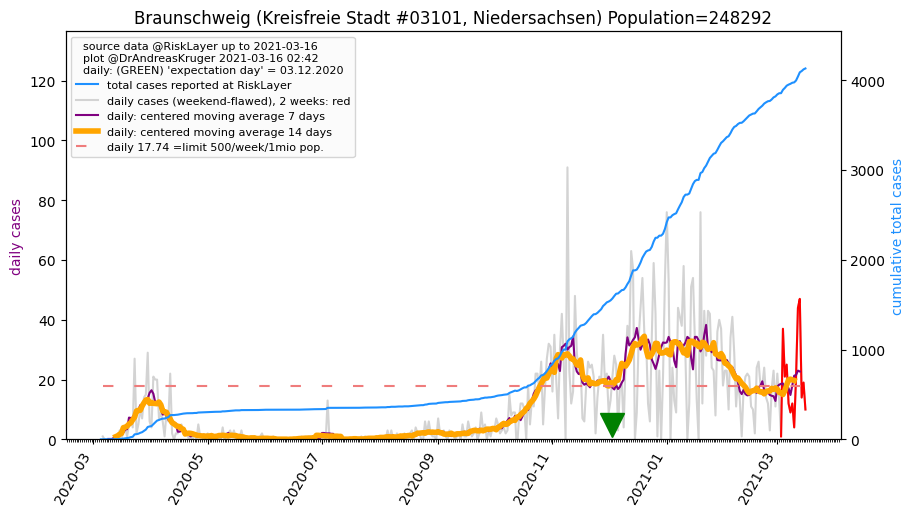 Braunschweig (Kreisfreie Stadt #03101, Niedersachsen) Population=248292
source data @RiskLayer up to 2021-03-16
plot @DrAndreasKruger 2021-03-16 02:42
daily: (GREEN) 'expectation day' = 03.12.2020
total cases reported at RiskLayer
daily cases (weekend-flawed), 2 weeks: red
daily: centered moving average 7 days
daily: centered moving average 14 days
daily 17.74 =limit 500/week/1mio pop.
daily cases
120
100
80
60
40
20
0
cumulative total cases
4000
3000
2000
1000
0
2020-03
2020-05
2020-07
2020-09
2020-11
2021-01
2021-03